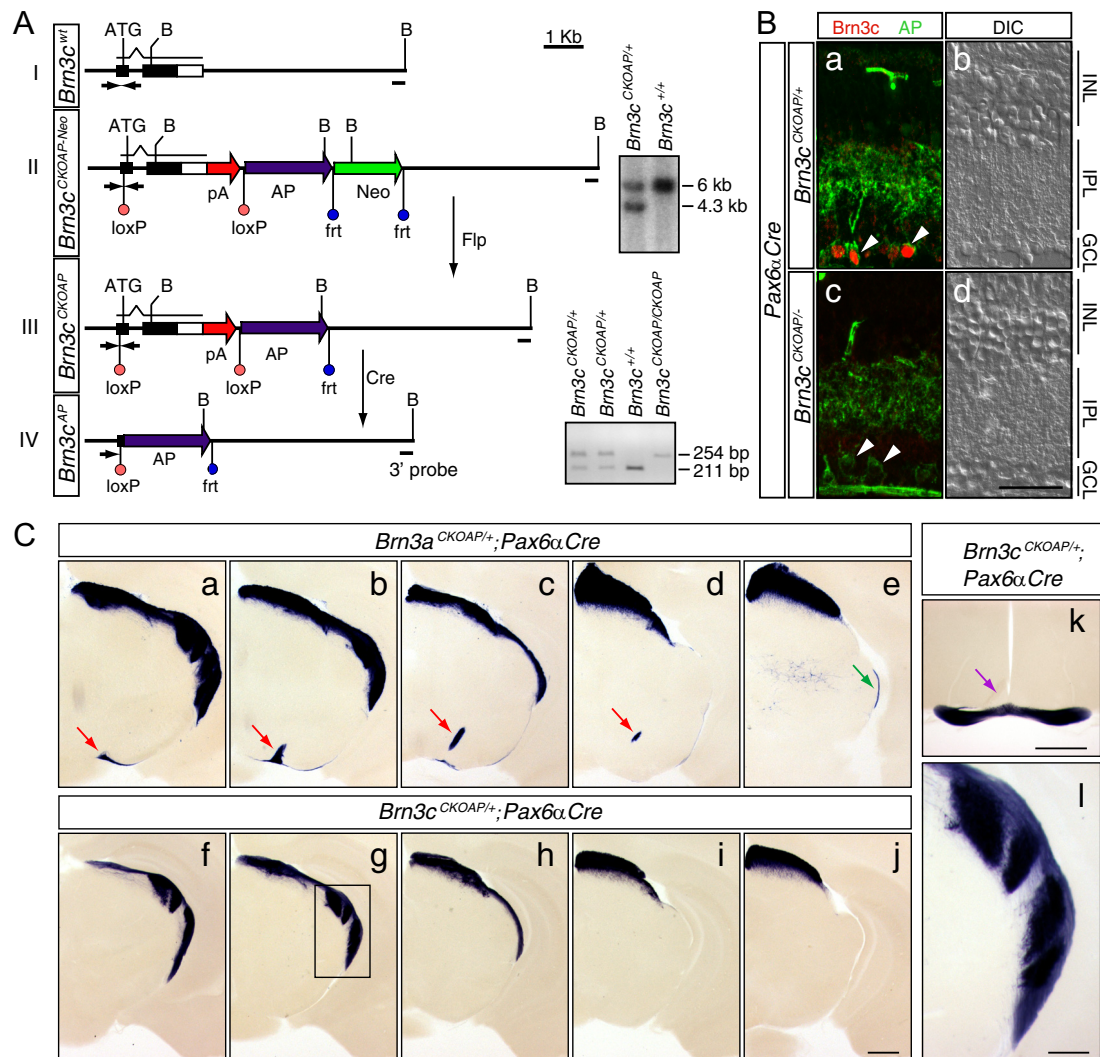 A
Brn3c^wt
I
ATG B
1 Kb
B
Brn3c^CKOAP-Neo
II
ATG B B B B
pA AP Neo
loxP loxP frt frt
Flp
Brn3c^CKOAP
III
ATG B B B
pA AP
loxP loxP frt
Cre
Brn3c^AP
IV
B B
AP
loxP frt
3' probe
Brn3c^CKOAP/+
Brn3c^+/+
6 kb
4.3 kb
Brn3c^CKOAP/+
Brn3c^CKOAP/+
Brn3c^+/+
Brn3c^CKOAP/CKOAP
254 bp
211 bp
B
Brn3c AP DIC
Pax6αCre
Brn3c^CKOAP/+
a b
INL
IPL
GCL
Brn3c^CKOAP/-
c d
INL
IPL
GCL
C
Brn3a^CKOAP/+;Pax6αCre
a b c d e
Brn3c^CKOAP/+;Pax6αCre
f g h i j
Brn3c^CKOAP/+;
Pax6αCre
k
l